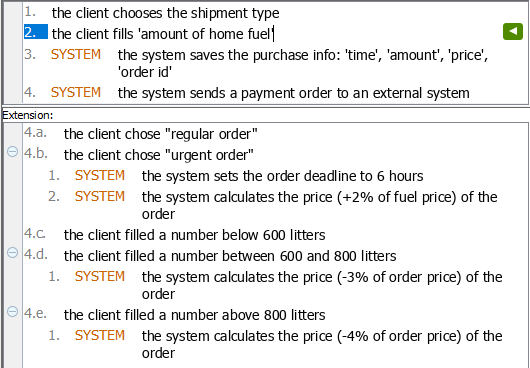 1. the client chooses the shipment type
2. the client fills 'amount of home fuel'
3. SYSTEM the system saves the purchase info: 'time', 'amount', 'price',
'order id'
4. SYSTEM the system sends a payment order to an external system
Extension:
4.a. the client chose "regular order"
4.b. the client chose "urgent order"
1. SYSTEM the system sets the order deadline to 6 hours
2. SYSTEM the system calculates the price (+2% of fuel price) of the
order
4.c. the client filled a number below 600 litters
4.d. the client filled a number between 600 and 800 litters
1. SYSTEM the system calculates the price (-3% of order price) of the
order
4.e. the client filled a number above 800 litters
1. SYSTEM the system calculates the price (-4% of order price) of the
order